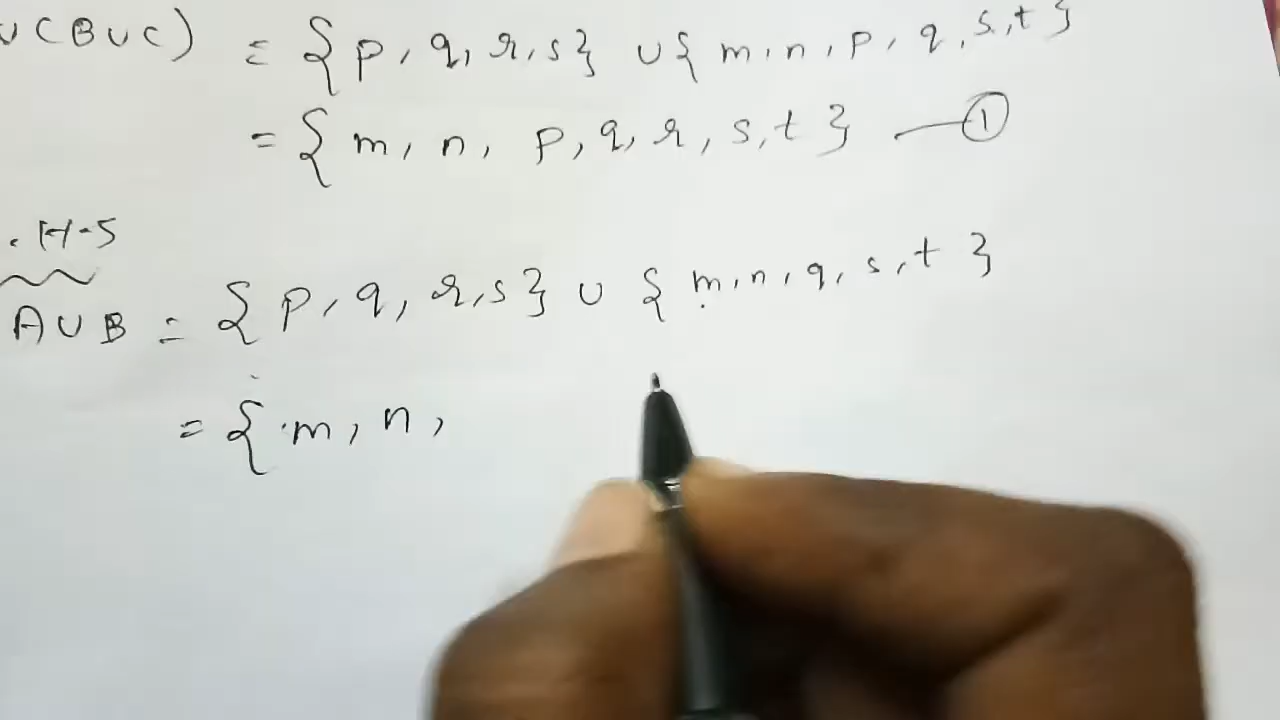 ∪(B∪C) = {p, q, r, s} ∪ {m, n, p, q, s, t}
= {m, n, p, q, r, s, t} — ①
.H.S
A∪B = {p, q, r, s} ∪ {m, n, q, s, t}
= {m, n,